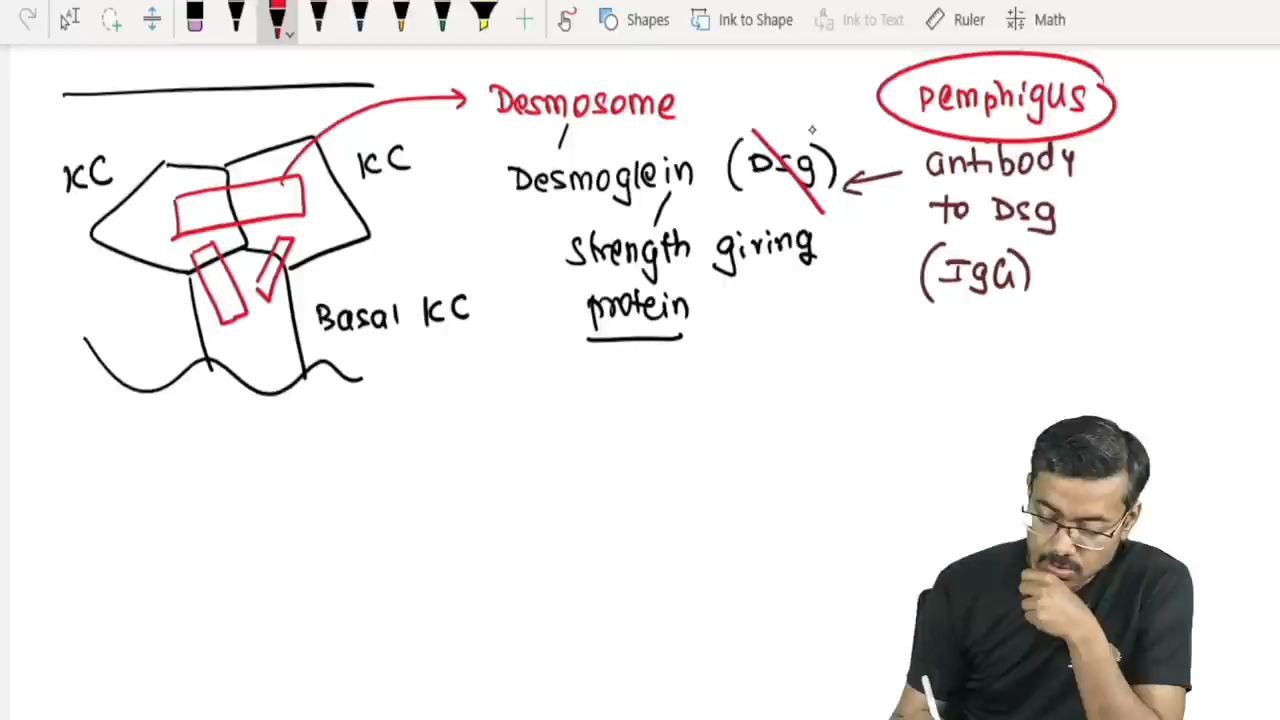 Shapes
Ink to Shape
Ink to Text
Ruler
Math
Desmosome
pemphigus
KC
KC
Desmoglein (Dsg)
antibody
to Dsg
(IgG)
strength giving
protein
Basal KC